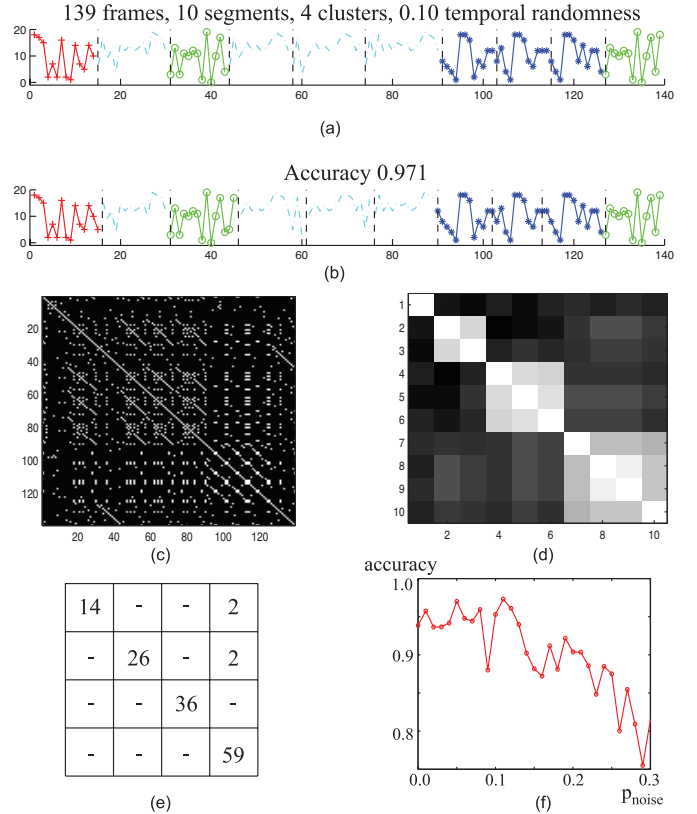 139 frames, 10 segments, 4 clusters, 0.10 temporal randomness
20
10
0
0 20 40 60 80 100 120 140
(a)
Accuracy 0.971
20
10
0
0 20 40 60 80 100 120 140
(b)
20
40
60
80
100
120
20 40 60 80 100 120
(c)
1
2
3
4
5
6
7
8
9
10
2 4 6 8 10
(d)
14 - - 2
- 26 - 2
- - 36 -
- - - 59
(e)
accuracy
1.0
0.9
0.8
0.0 0.1 0.2 0.3
p_noise
(f)